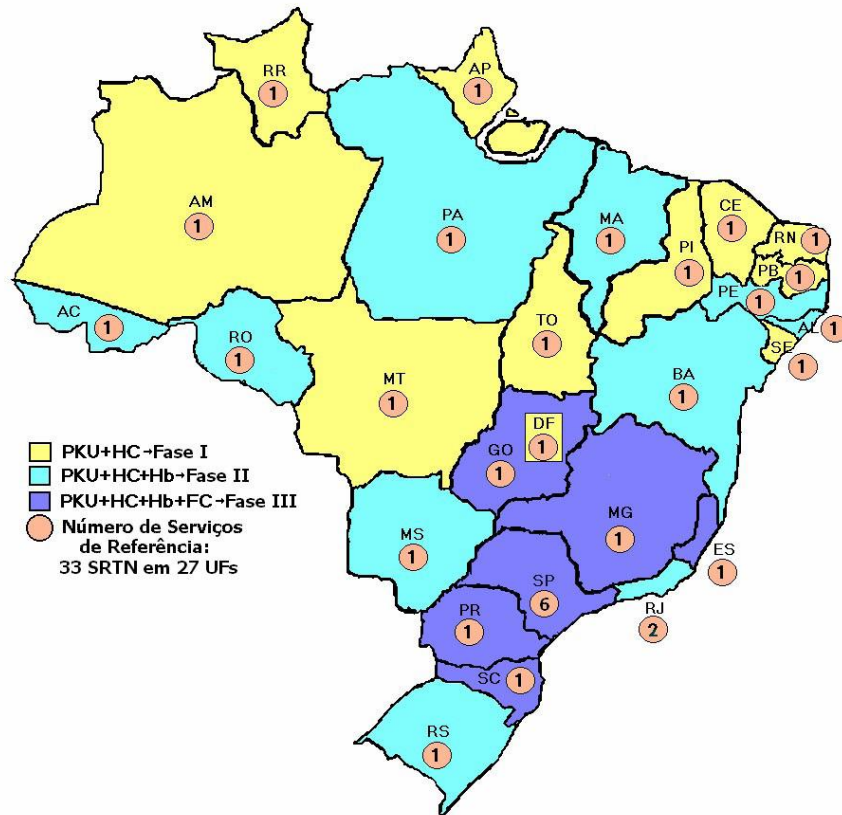 RR
1
AP
1
AM
1
PA
1
MA
1
PI
1
CE
1
RN
1
PB
1
PE
1
AL
1
SE
1
AC
1
RO
1
TO
1
MT
1
BA
1
DF
1
GO
1
PKU+HC→Fase I
PKU+HC+Hb→Fase II
PKU+HC+Hb+FC→Fase III
Número de Serviços
de Referência:
33 SRTN em 27 UFs
MS
1
MG
1
ES
1
SP
6
RJ
2
PR
1
SC
1
RS
1